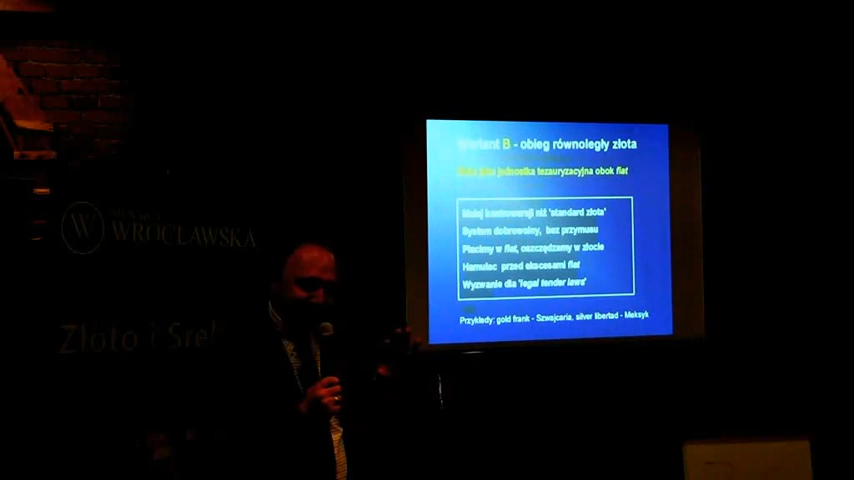 W
MENNICA
WROCŁAWSKA
Złoto i Sreb
Wariant B - obieg równoległy złota
Złoto jako jednostka tezauryzacyjna obok fiat
Mniej kontrowersji niż 'standard złota'
System dobrowolny, bez przymusu
Płacimy w fiat, oszczędzamy w złocie
Hamulec przed ekscesami fiat
Wyzwanie dla 'legal tender laws'
Przykłady: gold frank - Szwajcaria, silver libertad - Meksyk